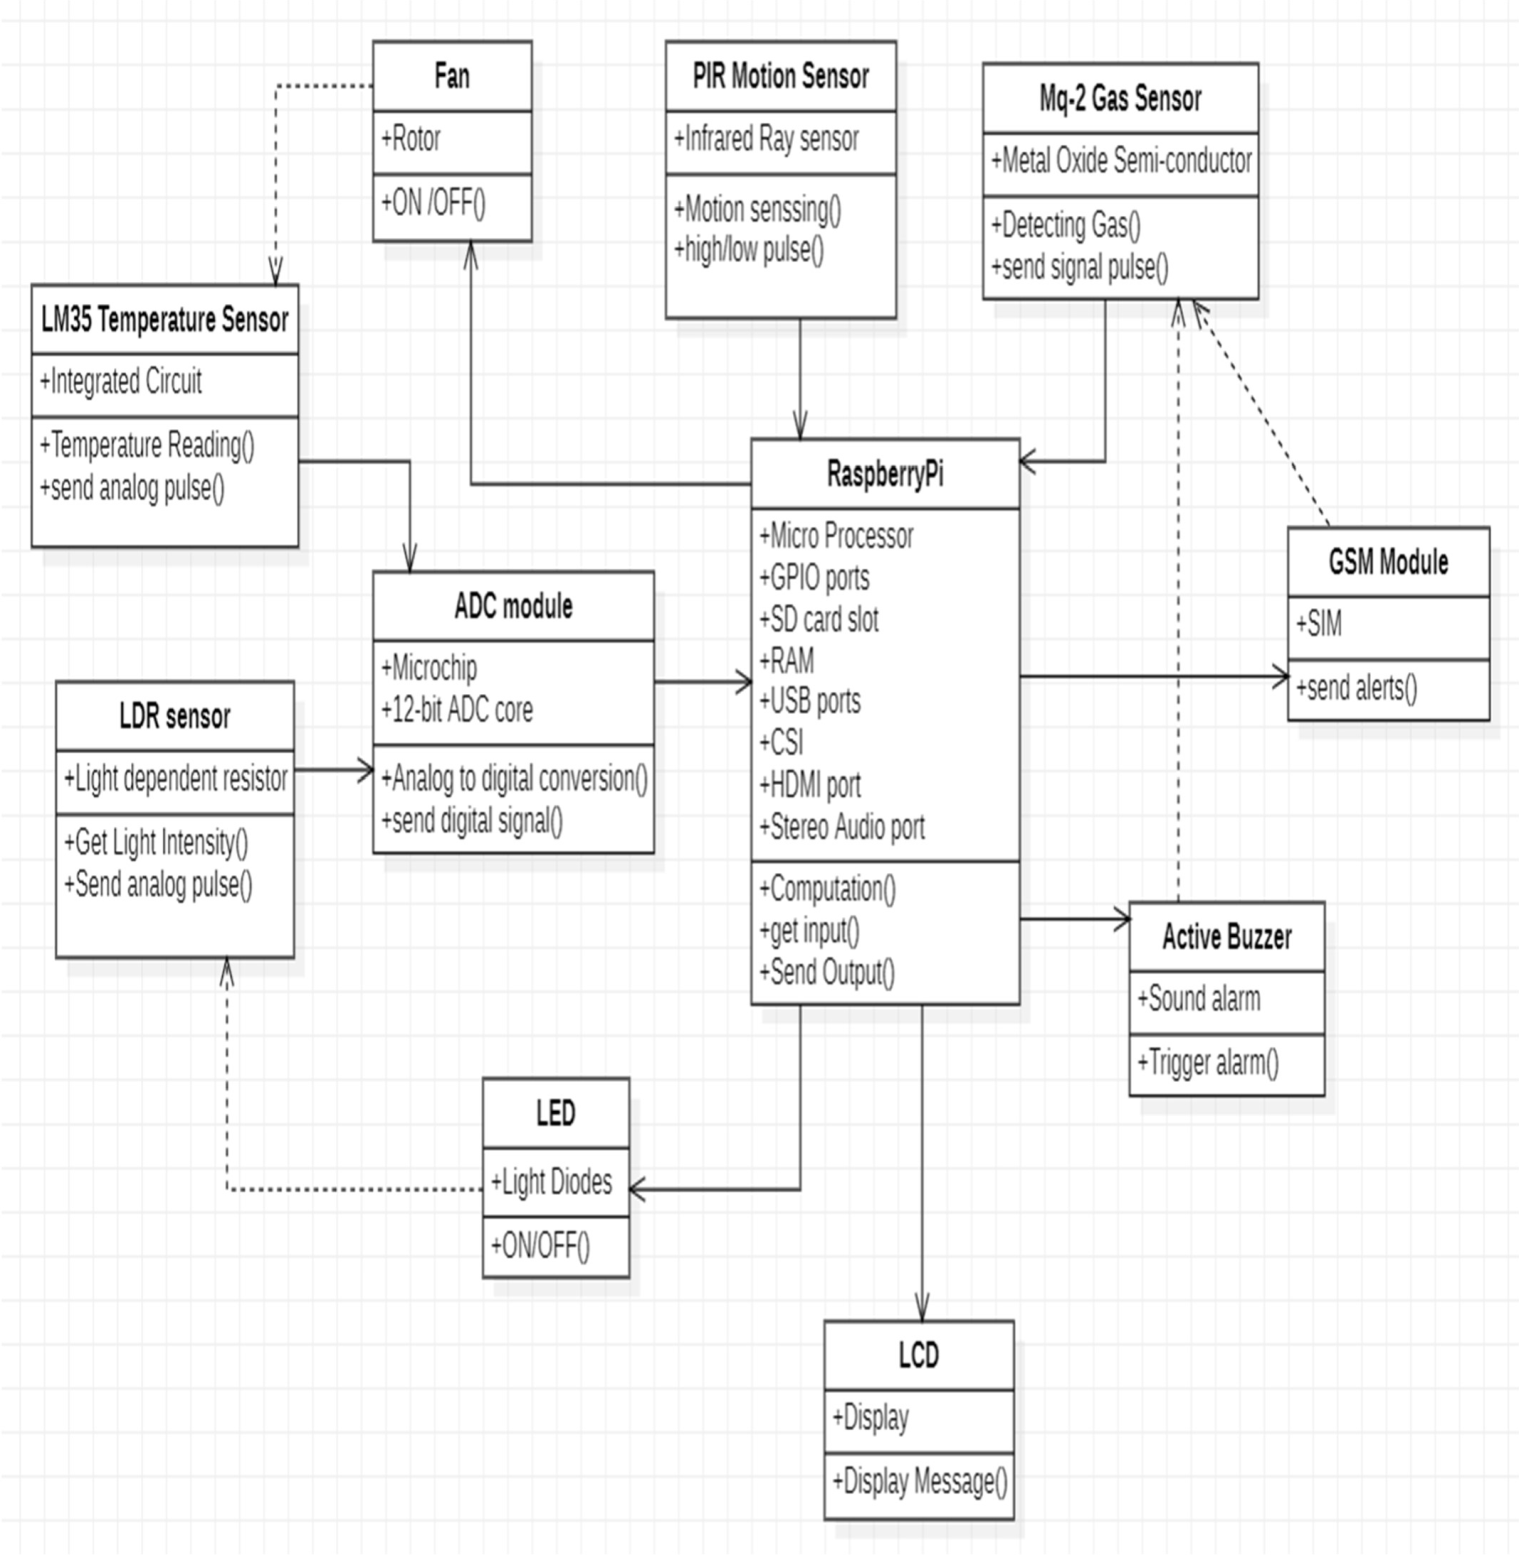 Fan
+Rotor
+ON /OFF()
PIR Motion Sensor
+Infrared Ray sensor
+Motion senssing()
+high/low pulse()
Mq-2 Gas Sensor
+Metal Oxide Semi-conductor
+Detecting Gas()
+send signal pulse()
LM35 Temperature Sensor
+Integrated Circuit
+Temperature Reading()
+send analog pulse()
RaspberryPi
+Micro Processor
+GPIO ports
+SD card slot
+RAM
+USB ports
+CSI
+HDMI port
+Stereo Audio port
+Computation()
+get input()
+Send Output()
GSM Module
+SIM
+send alerts()
ADC module
+Microchip
+12-bit ADC core
+Analog to digital conversion()
+send digital signal()
LDR sensor
+Light dependent resistor
+Get Light Intensity()
+Send analog pulse()
Active Buzzer
+Sound alarm
+Trigger alarm()
LED
+Light Diodes
+ON/OFF()
LCD
+Display
+Display Message()